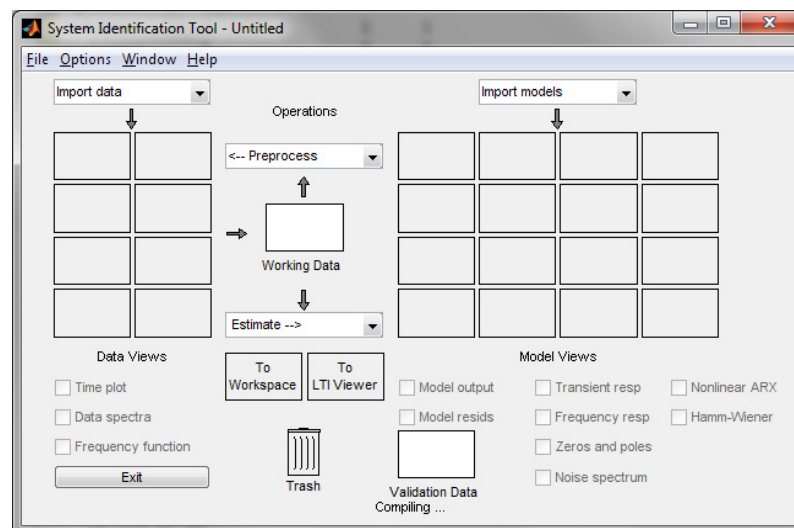 System Identification Tool - Untitled
File Options Window Help
Import data
Import models
Operations
<-- Preprocess
Working Data
Estimate -->
Data Views
To
Workspace
To
LTI Viewer
Model Views
Time plot
Data spectra
Frequency function
Exit
Trash
Model output
Model resids
Transient resp
Frequency resp
Zeros and poles
Noise spectrum
Nonlinear ARX
Hamm-Wiener
Validation Data
Compiling ...